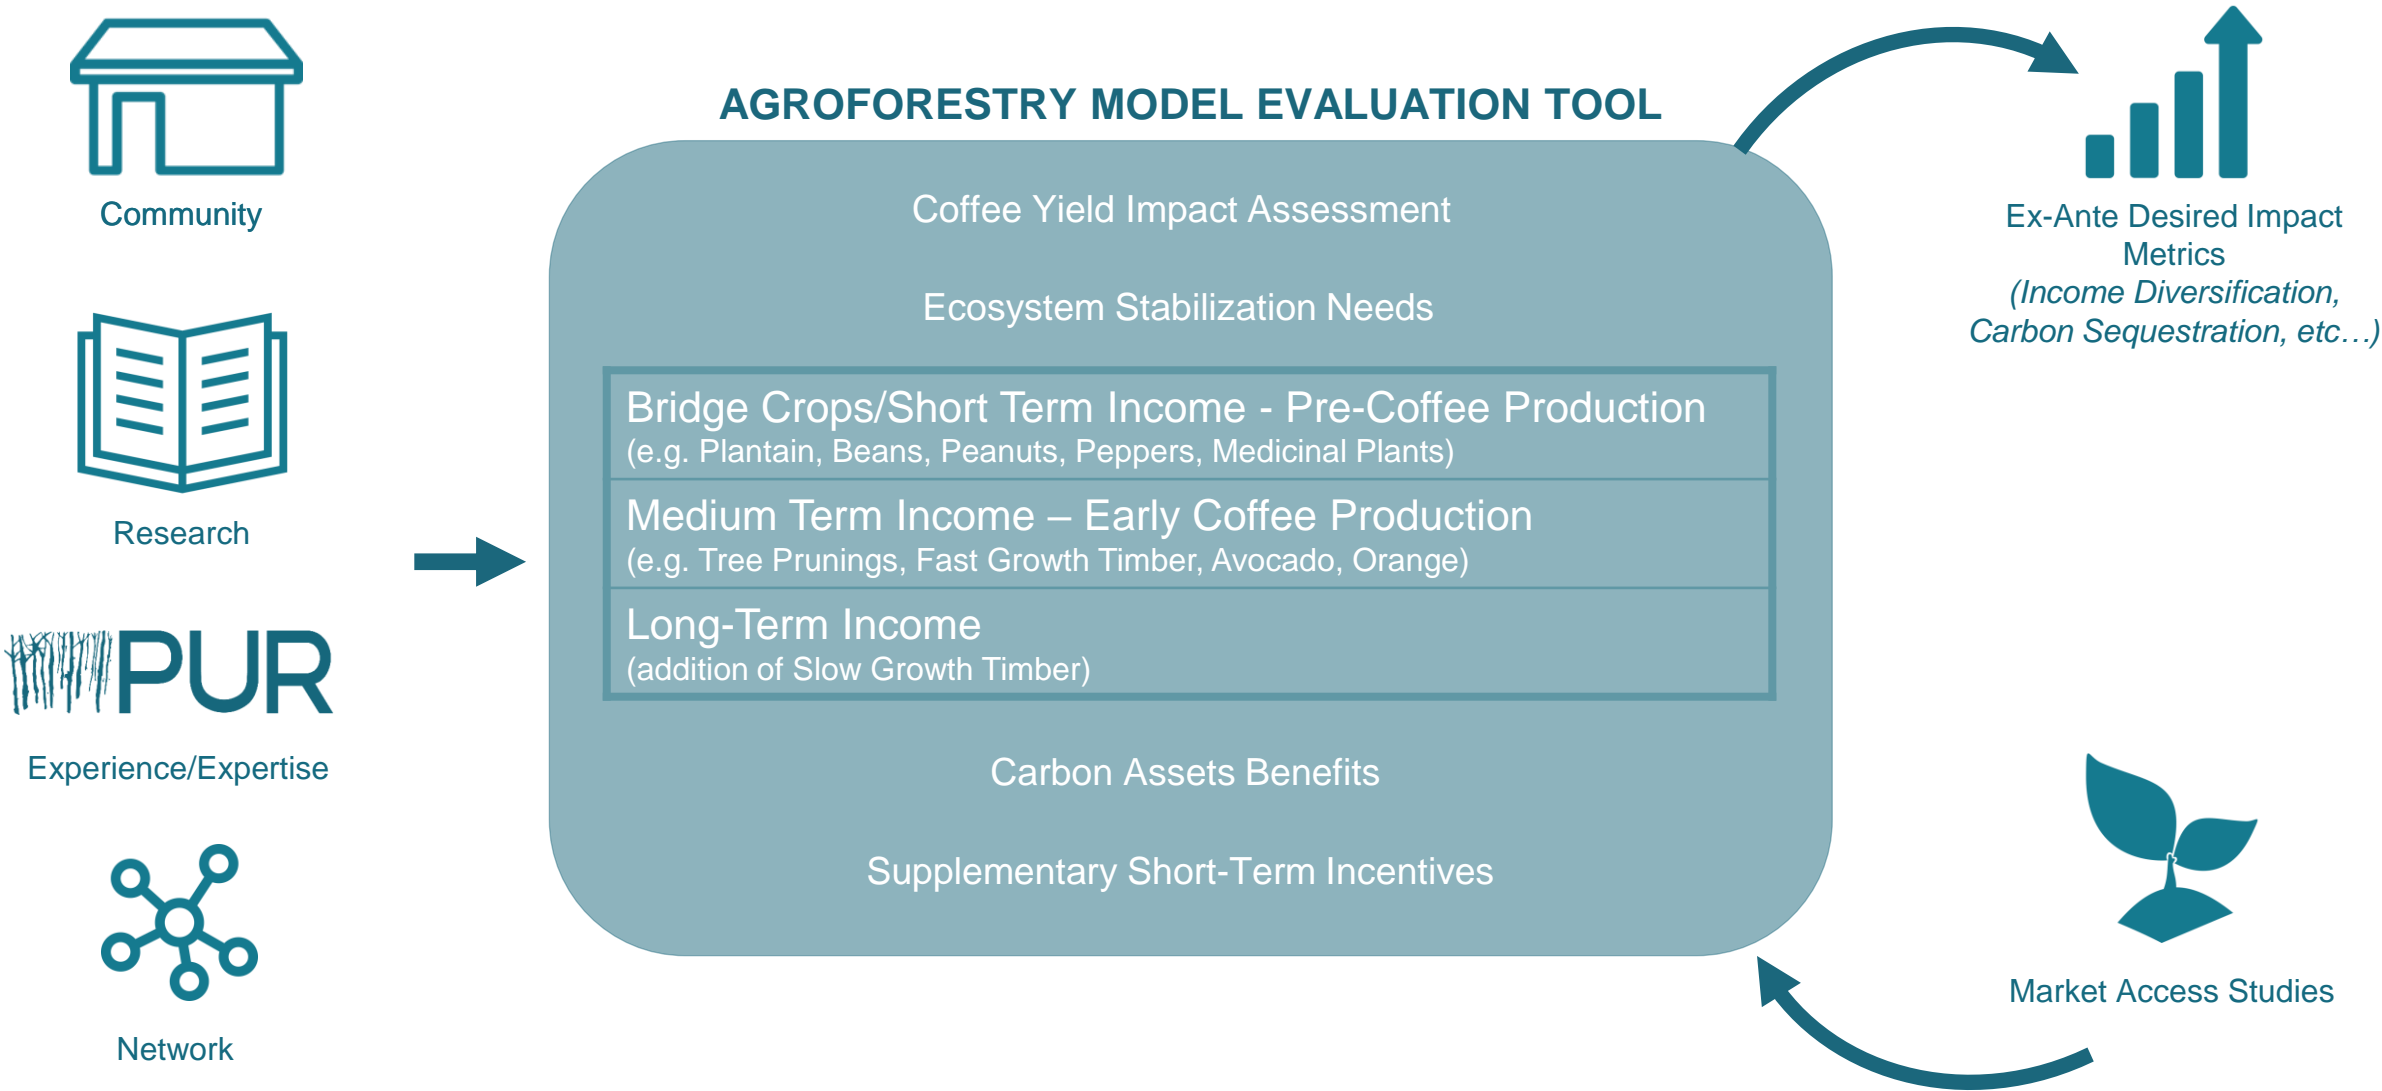 Community
Research
PUR
Experience/Expertise
Network
AGROFORESTRY MODEL EVALUATION TOOL
Coffee Yield Impact Assessment
Ecosystem Stabilization Needs
Bridge Crops/Short Term Income - Pre-Coffee Production
(e.g. Plantain, Beans, Peanuts, Peppers, Medicinal Plants)
Medium Term Income – Early Coffee Production
(e.g. Tree Prunings, Fast Growth Timber, Avocado, Orange)
Long-Term Income
(addition of Slow Growth Timber)
Carbon Assets Benefits
Supplementary Short-Term Incentives
Ex-Ante Desired Impact
Metrics
(Income Diversification,
Carbon Sequestration, etc…)
Market Access Studies